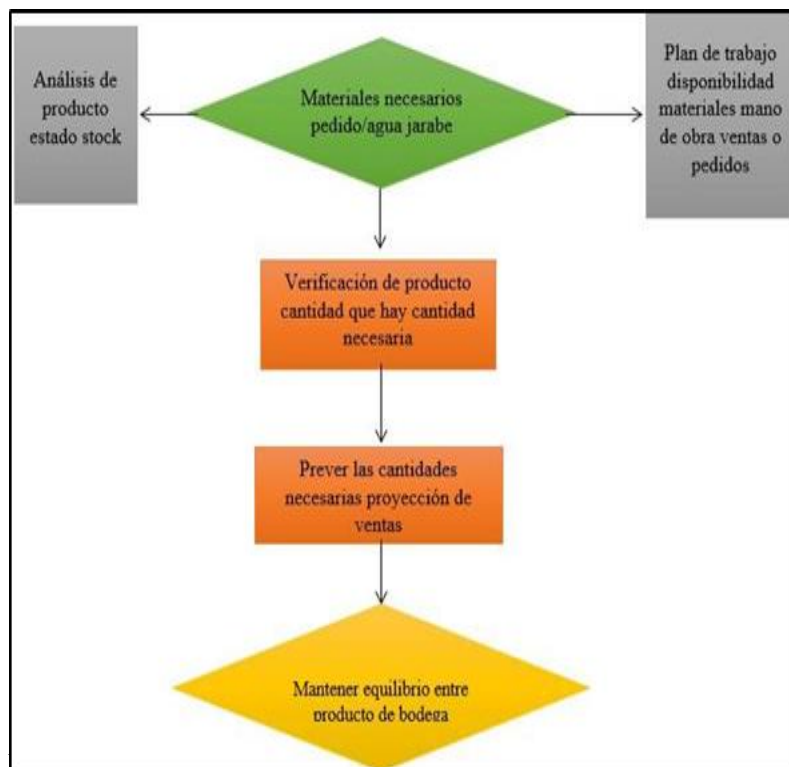 Análisis de
producto
estado stock
Materiales necesarios
pedido/agua jarabe
Plan de trabajo
disponibilidad
materiales mano
de obra ventas o
pedidos
Verificación de producto
cantidad que hay cantidad
necesaria
Prever las cantidades
necesarias proyección de
ventas
Mantener equilibrio entre
producto de bodega